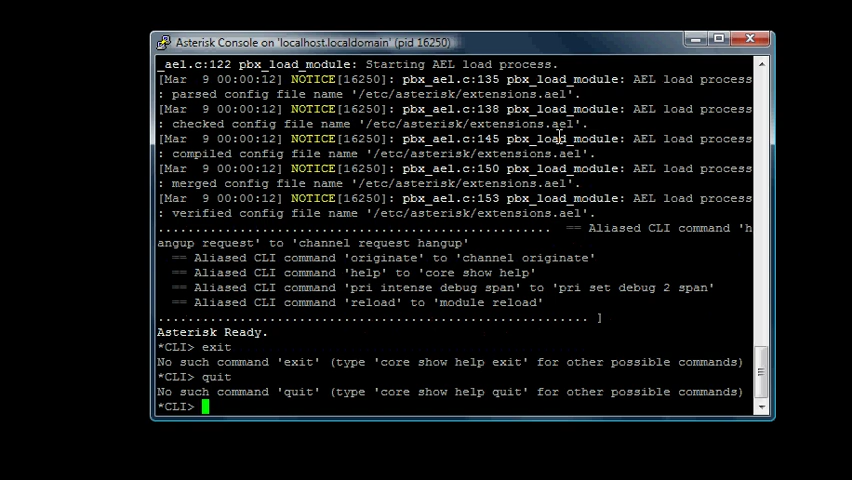 Asterisk Console on 'localhost.localdomain' (pid 16250)
_ael.c:122 pbx_load_module: Starting AEL load process.
[Mar  9 00:00:12] NOTICE[16250]: pbx_ael.c:135 pbx_load_module: AEL load process
: parsed config file name '/etc/asterisk/extensions.ael'.
[Mar  9 00:00:12] NOTICE[16250]: pbx_ael.c:138 pbx_load_module: AEL load process
: checked config file name '/etc/asterisk/extensions.ael'.
[Mar  9 00:00:12] NOTICE[16250]: pbx_ael.c:145 pbx_load_module: AEL load process
: compiled config file name '/etc/asterisk/extensions.ael'.
[Mar  9 00:00:12] NOTICE[16250]: pbx_ael.c:150 pbx_load_module: AEL load process
: merged config file name '/etc/asterisk/extensions.ael'.
[Mar  9 00:00:12] NOTICE[16250]: pbx_ael.c:153 pbx_load_module: AEL load process
: verified config file name '/etc/asterisk/extensions.ael'.
.....................................................  == Aliased CLI command 'h
angup request' to 'channel request hangup'
  == Aliased CLI command 'originate' to 'channel originate'
  == Aliased CLI command 'help' to 'core show help'
  == Aliased CLI command 'pri intense debug span' to 'pri set debug 2 span'
  == Aliased CLI command 'reload' to 'module reload'
.......................................................... ]
Asterisk Ready.
*CLI> exit
No such command 'exit' (type 'core show help exit' for other possible commands)
*CLI> quit
No such command 'quit' (type 'core show help quit' for other possible commands)
*CLI>